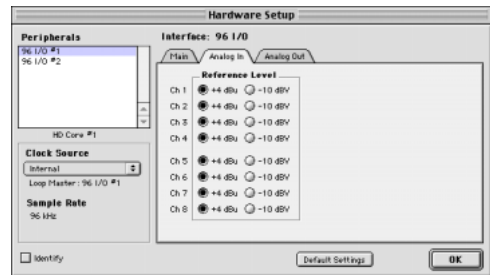 Hardware Setup
Peripherals
96 I/O #1
96 I/O #2
HD Core #1
Clock Source
Internal
Loop Master : 96 I/O #1
Sample Rate
96 kHz
Identify
Interface: 96 I/O
Main
Analog In
Analog Out
Reference Level
Ch 1 +4 dBu -10 dBV
Ch 2 +4 dBu -10 dBV
Ch 3 +4 dBu -10 dBV
Ch 4 +4 dBu -10 dBV
Ch 5 +4 dBu -10 dBV
Ch 6 +4 dBu -10 dBV
Ch 7 +4 dBu -10 dBV
Ch 8 +4 dBu -10 dBV
Default Settings
OK